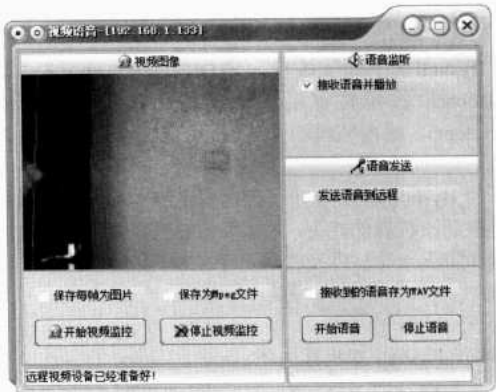 视频语音-[192.168.1.133]
视频图像
语音监听
接收语音并播放
语音发送
发送语音到远程
保存每帧为图片
保存为Mpeg文件
接收到的语音存为WAV文件
开始视频监控
停止视频监控
开始语音
停止语音
远程视频设备已经准备好!